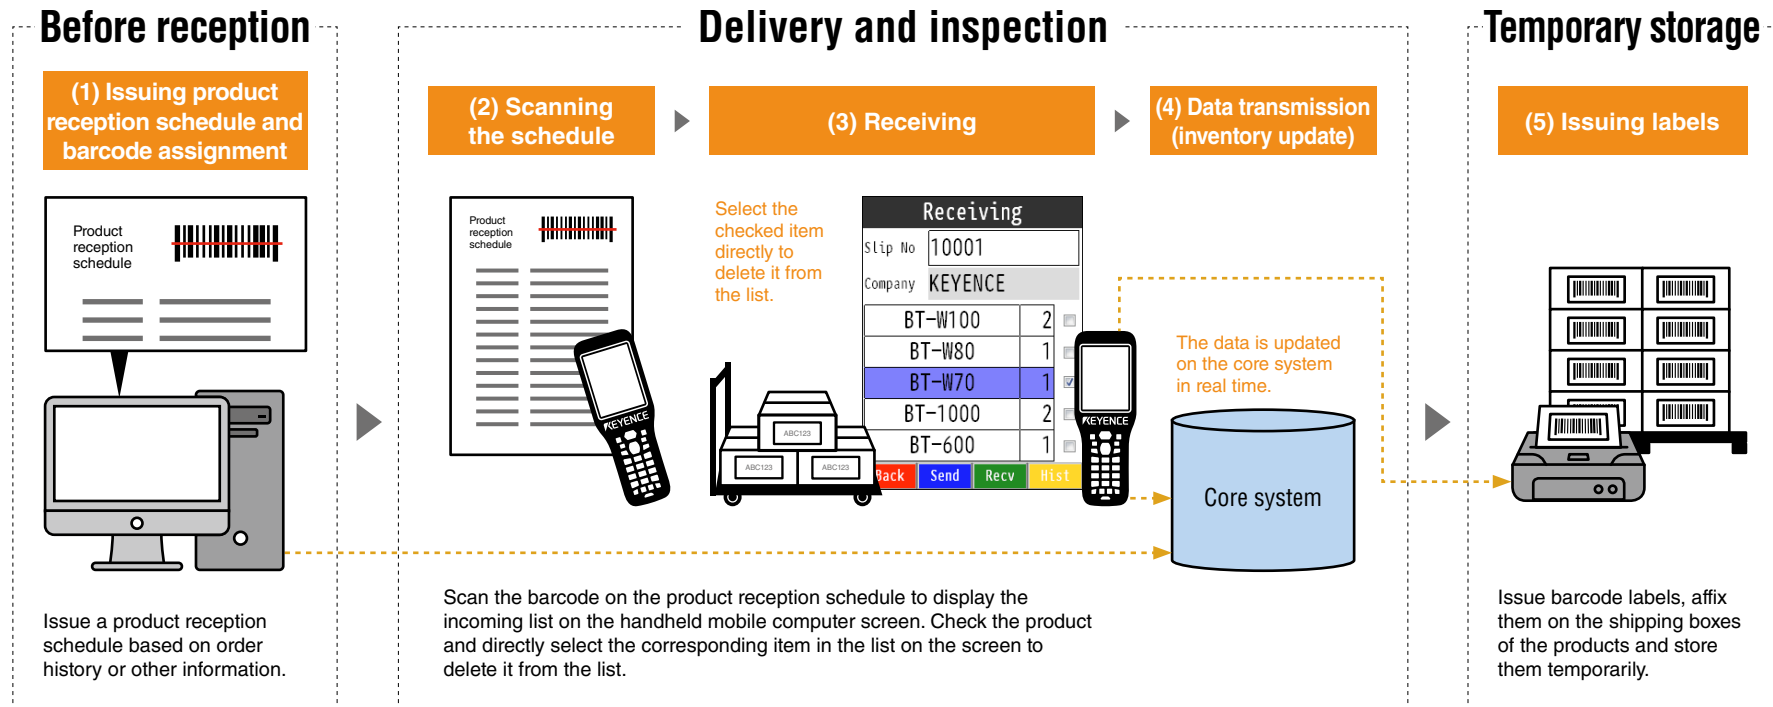 Before reception
Delivery and inspection
Temporary storage
(1) Issuing product
reception schedule and
barcode assignment
(2) Scanning
the schedule
(3) Receiving
(4) Data transmission
(inventory update)
(5) Issuing labels
Product
reception
schedule
Product
reception
schedule
KEYENCE
Select the
checked item
directly to
delete it from
the list.
Receiving
Slip No 10001
Company KEYENCE
BT-W100 2
BT-W80 1
BT-W70 1
BT-1000 2
BT-600 1
Back Send Recv Hist
ABC123
ABC123 ABC123
KEYENCE
The data is updated
on the core system
in real time.
Core system
Issue a product reception
schedule based on order
history or other information.
Scan the barcode on the product reception schedule to display the
incoming list on the handheld mobile computer screen. Check the product
and directly select the corresponding item in the list on the screen to
delete it from the list.
Issue barcode labels, affix
them on the shipping boxes
of the products and store
them temporarily.